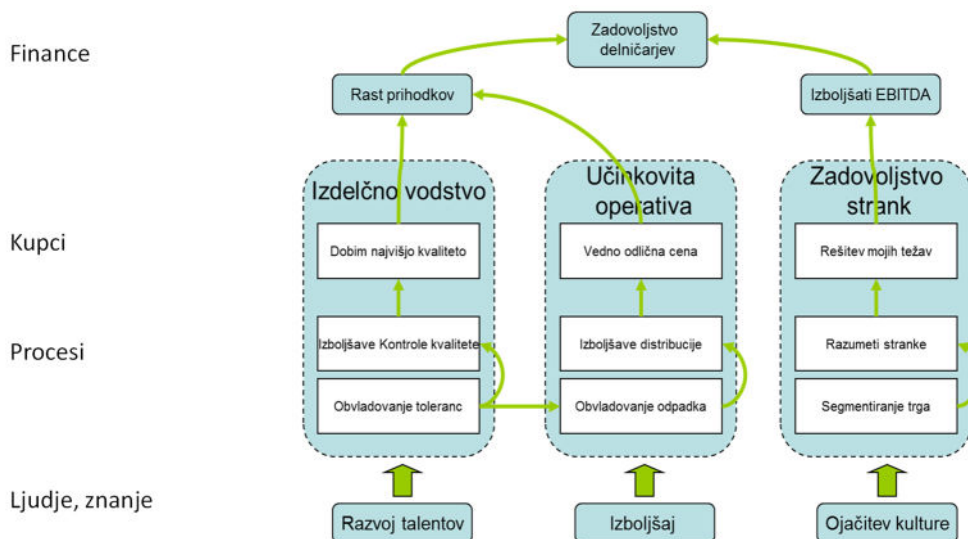 Finance
Zadovoljstvo
delničarjev
Rast prihodkov
Izboljšati EBITDA
Izdelčno vodstvo
Učinkovita
operativa
Zadovoljstvo
strank
Kupci
Dobim najvišjo kvaliteto
Vedno odlična cena
Rešitev mojih težav
Procesi
Izboljšave Kontrole kvalitete
Izboljšave distribucije
Razumeti stranke
Obvladovanje toleranc
Obvladovanje odpadka
Segmentiranje trga
Ljudje, znanje
Razvoj talentov
Izboljšaj
Ojačitev kulture